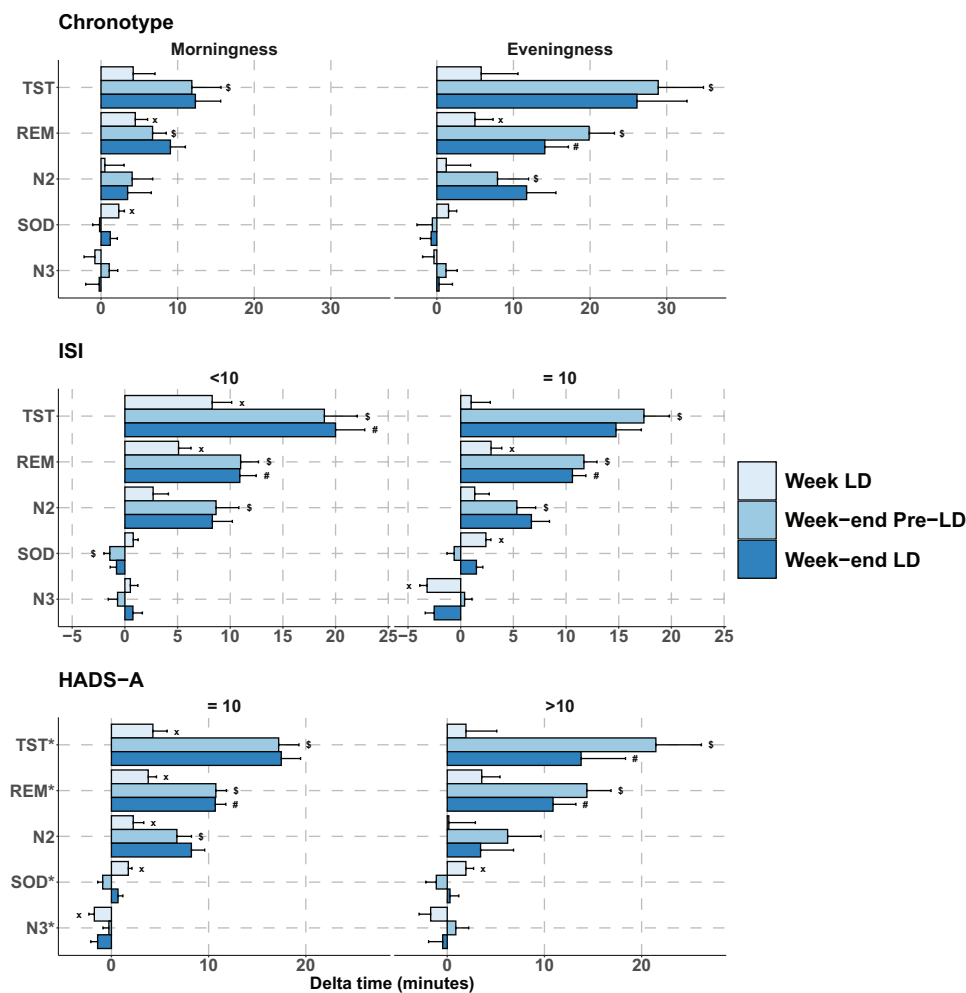 Chronotype
Morningness Eveningness
TST $ $
REM x $ x $ #
N2 $
SOD x
N3
0 10 20 30 0 10 20 30
ISI
<10 = 10
TST x $ # $
REM x $ # x $ #
N2 $ $
SOD $ x
N3 x
−5 0 5 10 15 20 25 −5 0 5 10 15 20 25
Week LD
Week−end Pre−LD
Week−end LD
HADS−A
= 10 >10
TST* x $ $ #
REM* x $ # $ #
N2 x $
SOD* x x
N3* x
0 10 20 0 10 20
Delta time (minutes)